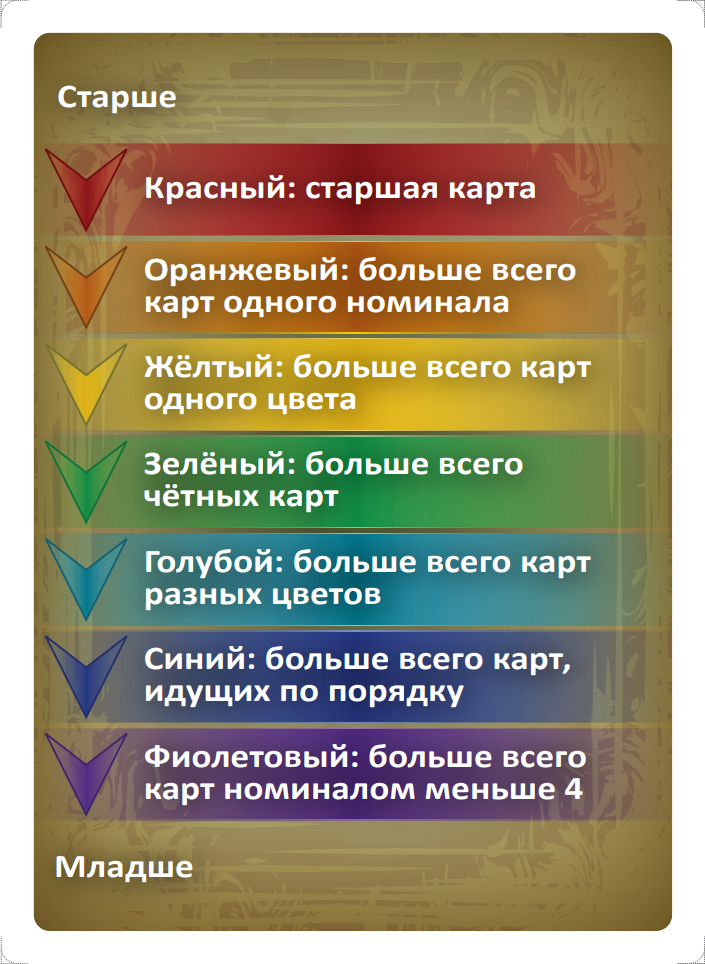 Старше
Красный: старшая карта
Оранжевый: больше всего
карт одного номинала
Жёлтый: больше всего карт
одного цвета
Зелёный: больше всего
чётных карт
Голубой: больше всего карт
разных цветов
Синий: больше всего карт,
идущих по порядку
Фиолетовый: больше всего
карт номиналом меньше 4
Младше